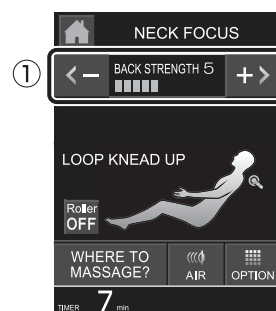 NECK FOCUS
①
BACK STRENGTH 5
LOOP KNEAD UP
Roller
OFF
WHERE TO
MASSAGE?
AIR
OPTION
TIMER 7 min